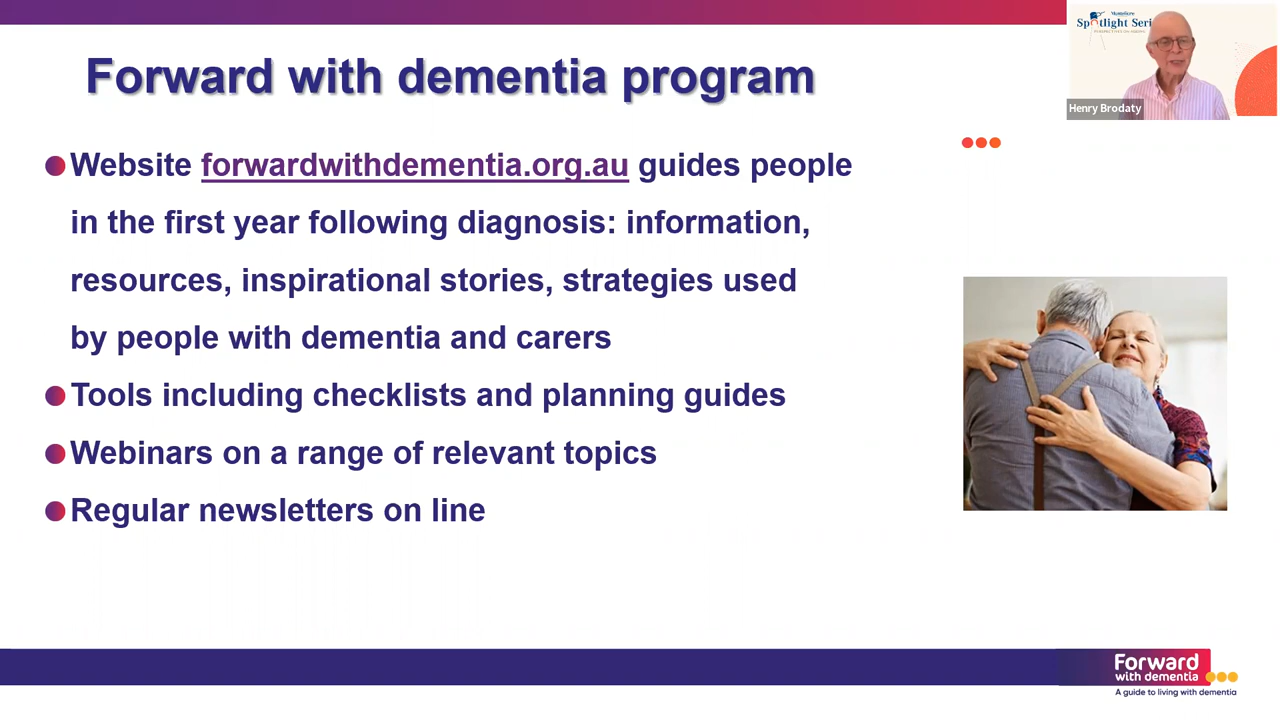 Forward with dementia program
Website forwardwithdementia.org.au guides people
in the first year following diagnosis: information,
resources, inspirational stories, strategies used
by people with dementia and carers
Tools including checklists and planning guides
Webinars on a range of relevant topics
Regular newsletters on line
Spotlight Seri
Henry Brodaty
Forward
with dementia
A guide to living with dementia